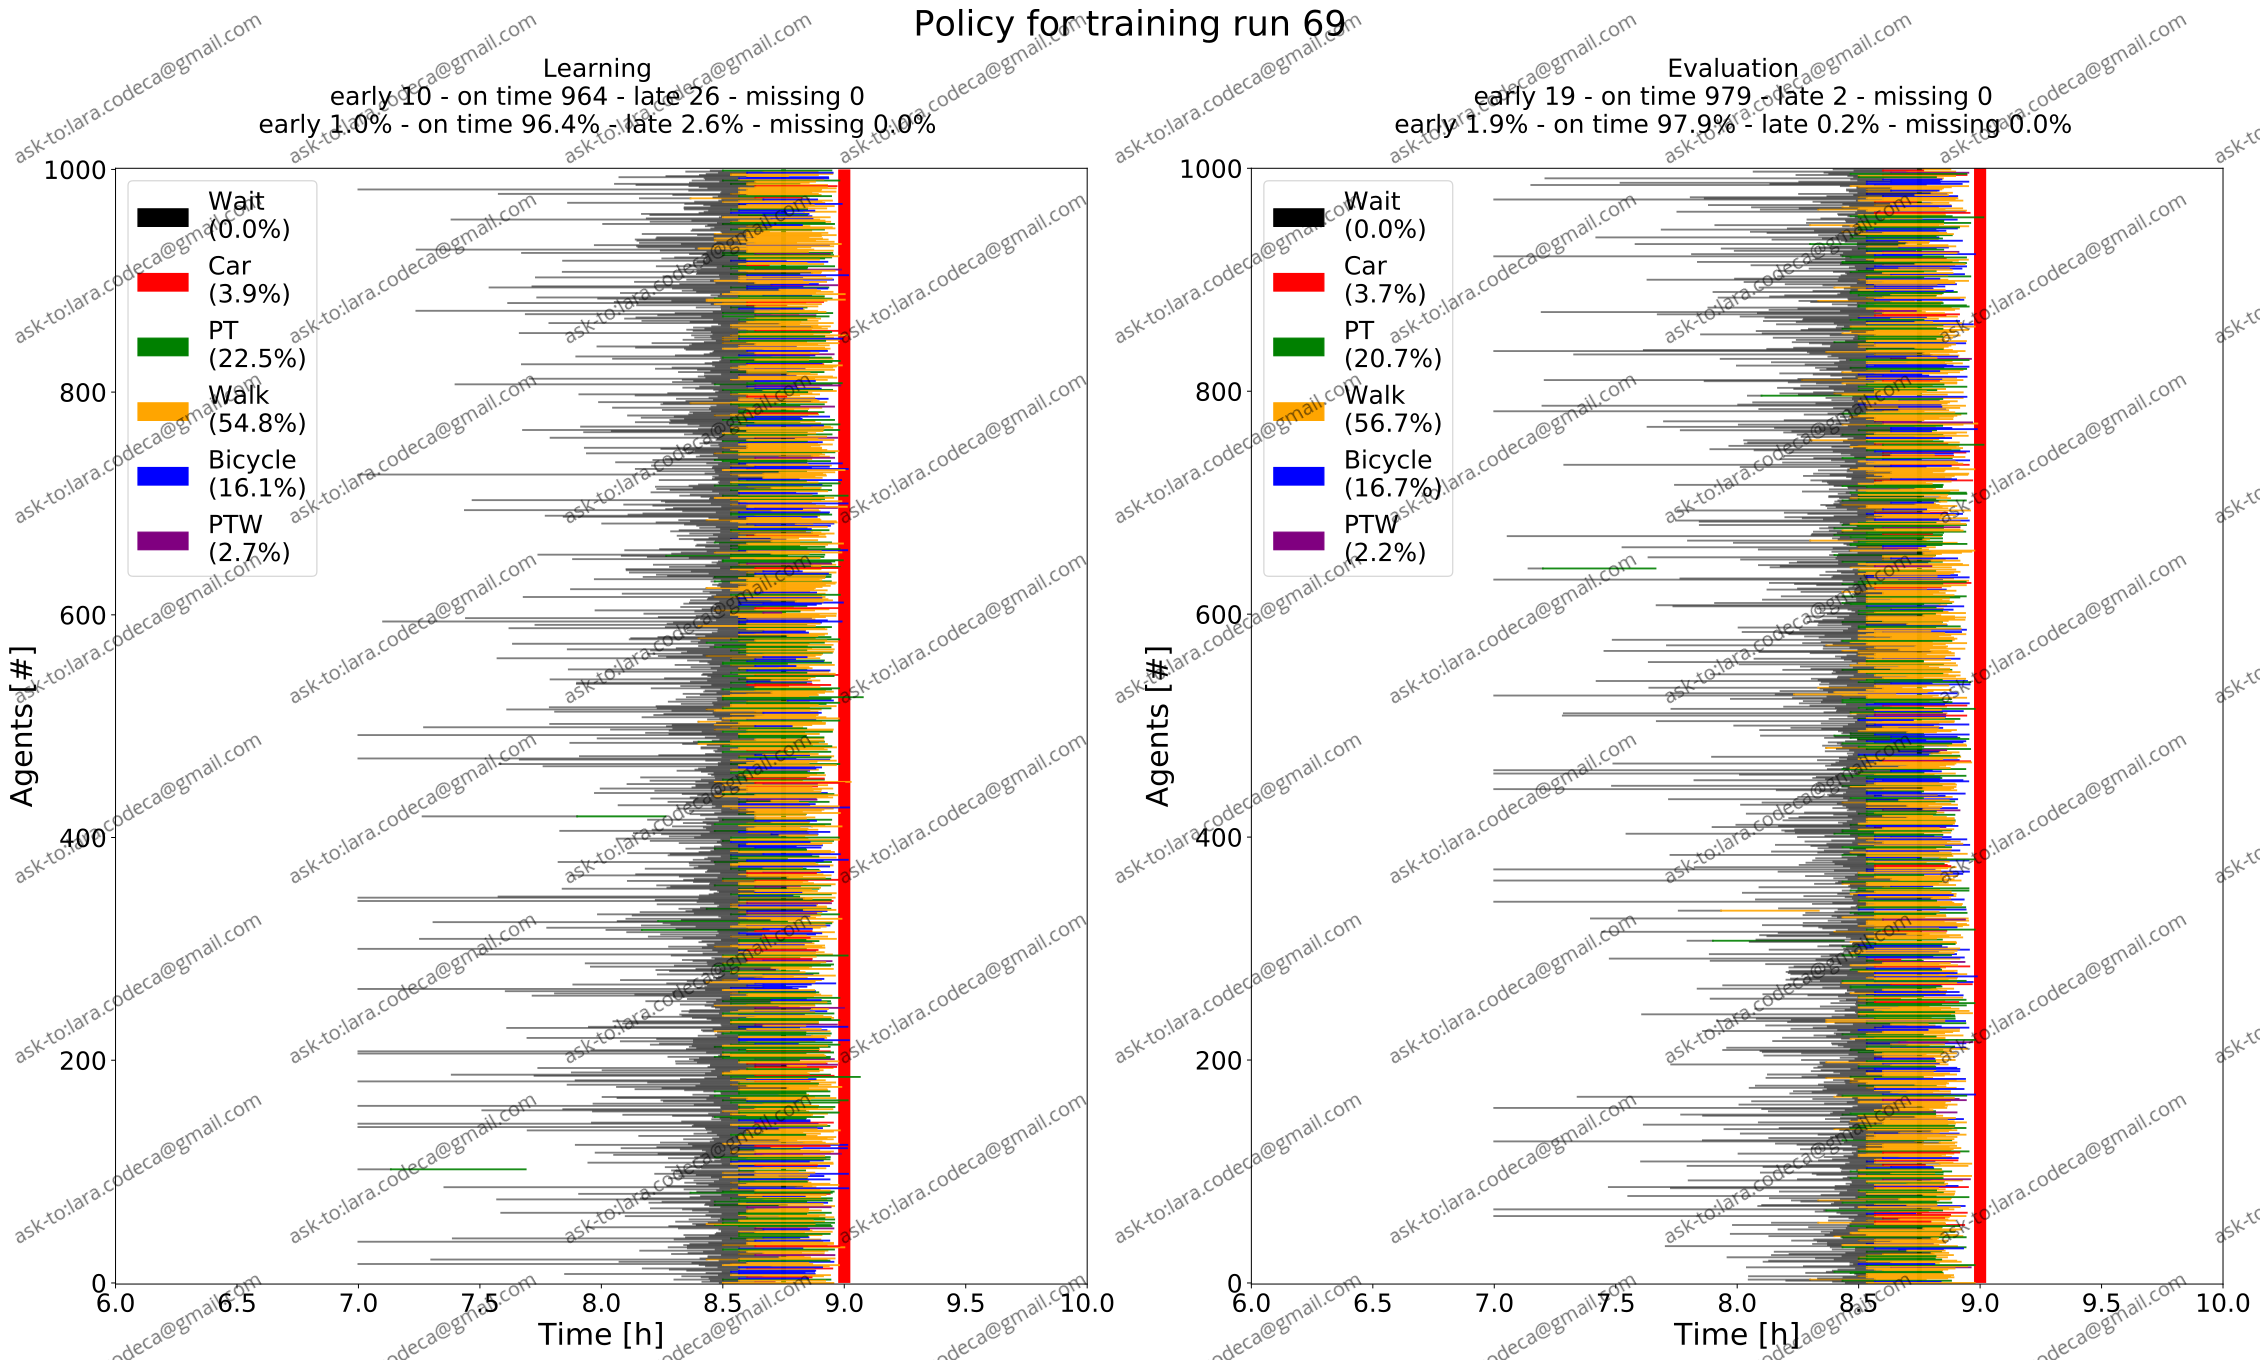 Policy for training run 69
Learning
early 10 - on time 964 - late 26 - missing 0
early 1.0% - on time 96.4% - late 2.6% - missing 0.0%
1000
800
600
400
200
0
Agents [#]
Wait
(0.0%)
Car
(3.9%)
PT
(22.5%)
Walk
(54.8%)
Bicycle
(16.1%)
PTW
(2.7%)
6.0 6.5 7.0 7.5 8.0 8.5 9.0 9.5 10.0
Time [h]
Evaluation
early 19 - on time 979 - late 2 - missing 0
early 1.9% - on time 97.9% - late 0.2% - missing 0.0%
1000
800
600
400
200
0
Agents [#]
Wait
(0.0%)
Car
(3.7%)
PT
(20.7%)
Walk
(56.7%)
Bicycle
(16.7%)
PTW
(2.2%)
6.0 6.5 7.0 7.5 8.0 8.5 9.0 9.5 10.0
Time [h]
ask-to:lara.codeca@gmail.com